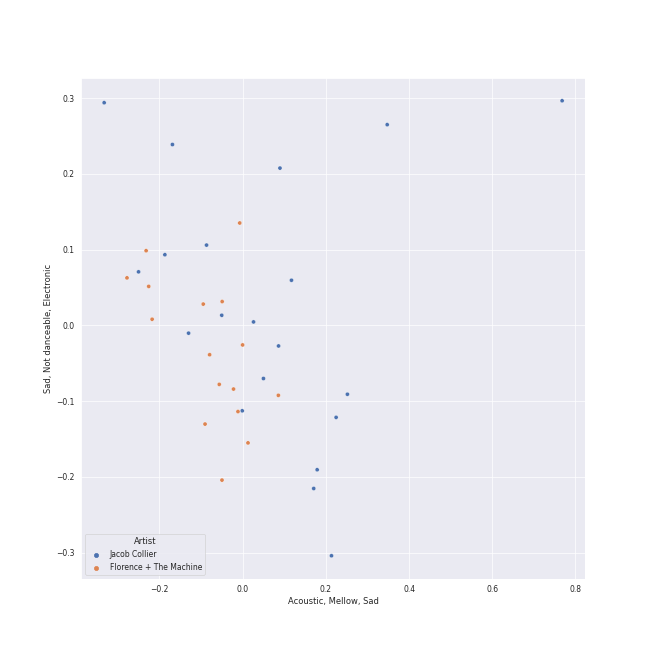 0.3
0.2
0.1
0.0
−0.1
−0.2
−0.3
Sad, Not danceable, Electronic
Artist
Jacob Collier
Florence + The Machine
−0.2 0.0 0.2 0.4 0.6 0.8
Acoustic, Mellow, Sad